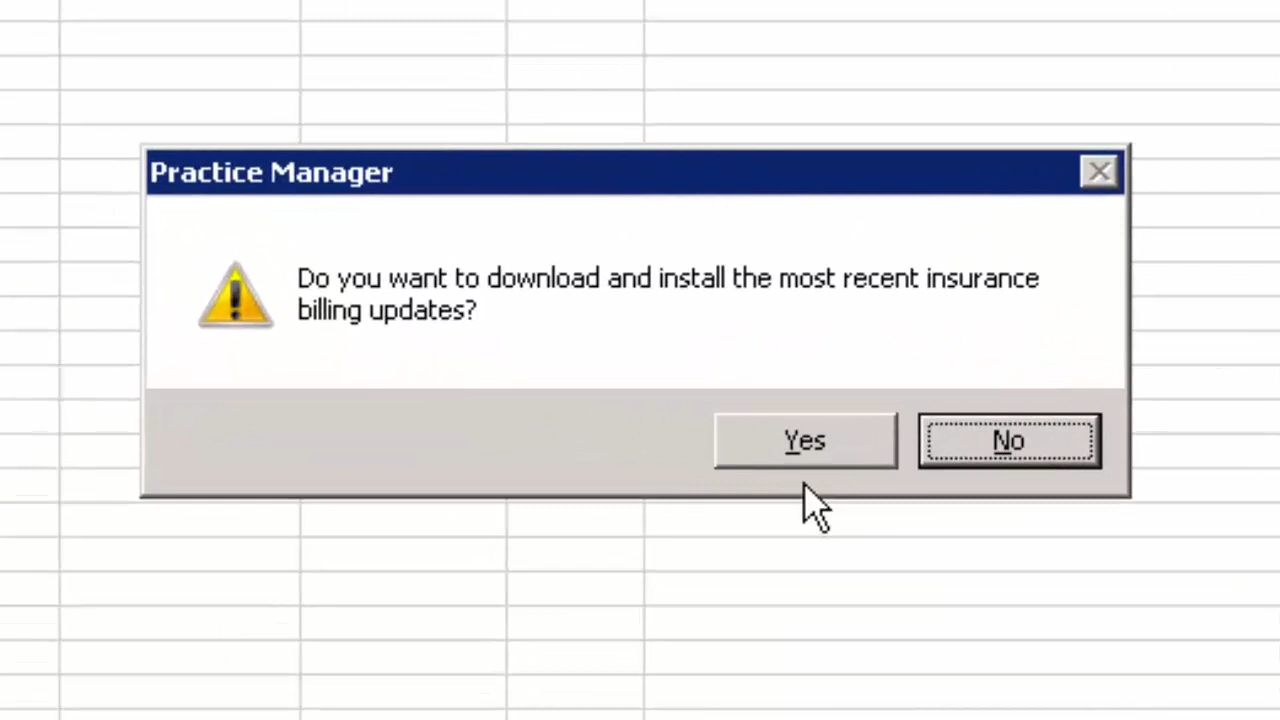 Practice Manager
Do you want to download and install the most recent insurance
billing updates?
Yes
No